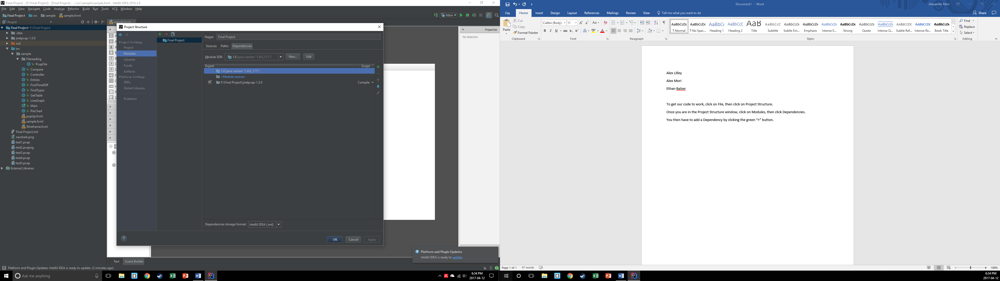 Final Project - [F:\Final Project] - [Final Project] - ...\src\sample\sample.fxml - IntelliJ IDEA 2016.3.6
File Edit View Navigate Code Analyze Refactor Build Run Tools VCS Window Help
Final Project src sample sample.fxml
Main
Project
sample.fxml
Final Project F:\Final Project
.idea
jnetpcap-1.3.0
out
src
sample
Filereading
PcapFile
Compare
Controller
Entries
FindTimeDiff
FindTypes
GetTable
LineGraph
Main
PieChart
popUp.fxml
sample.fxml
Wireframe.fxml
Final Project.iml
narshark.png
test1.pcap
test2.pcapng
test3.pcap
test4.pcap
test5.pcap
External Libraries
Project Structure
Project Settings
Project
Modules
Libraries
Facets
Artifacts
Platform Settings
SDKs
Global Libraries
Problems
Final Project
Name: Final Project
Sources Paths Dependencies
Module SDK: 1.8 (java version "1.8.0_111") New... Edit
Export Scope
1.8 (java version "1.8.0_111")
<Module source>
F:\Final Project\jnetpcap-1.3.0 Compile
Dependencies storage format: IntelliJ IDEA (.iml)
OK Cancel Apply
Properties
No Selection
Platform and Plugin Updates
IntelliJ IDEA is ready to update.
Text Scene Builder
Platform and Plugin Updates: IntelliJ IDEA is ready to update. (2 minutes ago)
Ask me anything
6:34 PM
2017-04-12
Document1 - Word
Alexander Mori
File Home Insert Design Layout References Mailings Review View Tell me what you want to do
Share
Paste
Cut
Copy
Format Painter
Clipboard
Calibri (Body) 11
Font
Paragraph
AaBbCcDc AaBbCcDc AaBbCc AaBbCcD AaB AaBbCcD AaBbCcDc AaBbCcDc AaBbCcDc AaBbCcDc AaBbCcDc AaBbCcDc AaBbCcDc AaBbCcDc AaBbCcDc
¶ Normal ¶ No Spac... Heading 1 Heading 2 Title Subtitle Subtle Em... Emphasis Intense E... Strong Quote Intense Q... Subtle Ref... Intense Re... Book Title
Styles
Find
Replace
Select
Editing
Alex Lilley
Alex Mori
Ethan Balzer
To get our code to work, click on File, then click on Project Structure.
Once you are in the Project Structure window, click on Modules, then click Dependencies.
You then have to add a Dependency by clicking the green “+” button.
Page 1 of 1 47 words
100%
6:34 PM
2017-04-12